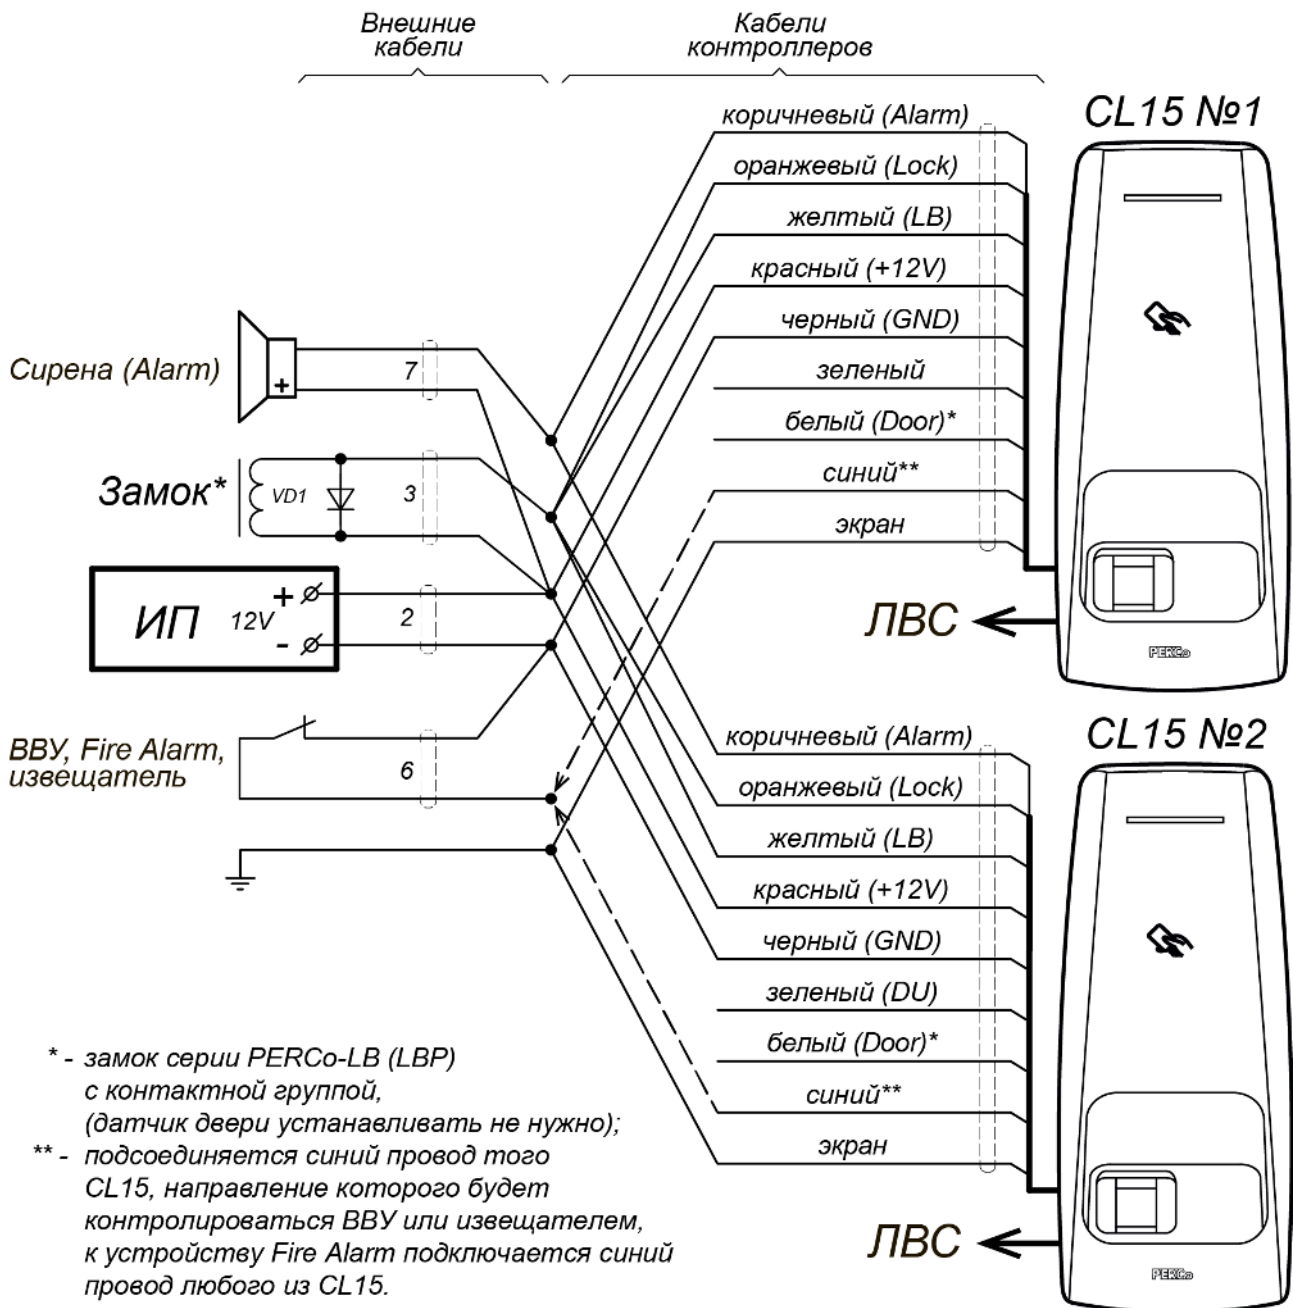 Внешние
кабели
Кабели
контроллеров
коричневый (Alarm)
CL15 №1
оранжевый (Lock)
желтый (LB)
красный (+12V)
черный (GND)
зеленый
белый (Door)*
синий**
экран
ЛВС
PERCo
Сирена (Alarm)
+
7
Замок*
VD1
3
ИП
12V
+
-
2
ВВУ, Fire Alarm,
извещатель
6
коричневый (Alarm)
CL15 №2
оранжевый (Lock)
желтый (LB)
красный (+12V)
черный (GND)
зеленый (DU)
белый (Door)*
синий**
экран
ЛВС
PERCo
* - замок серии PERCo-LB (LBP)
с контактной группой,
(датчик двери устанавливать не нужно);
** - подсоединяется синий провод того
CL15, направление которого будет
контролироваться ВВУ или извещателем,
к устройству Fire Alarm подключается синий
провод любого из CL15.